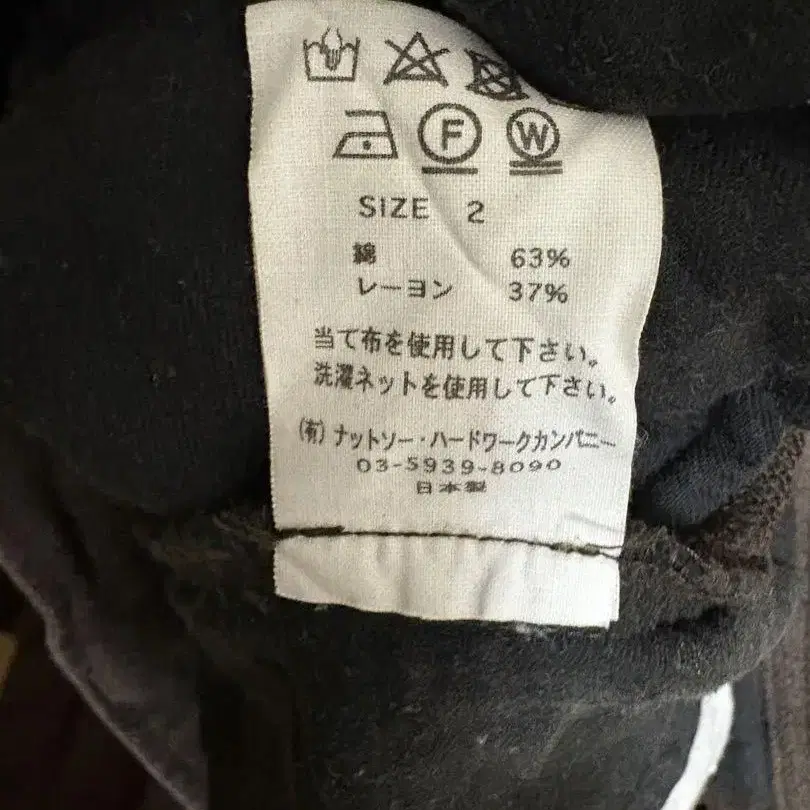 F W
SIZE 2
綿 63%
レーヨン 37%
当て布を使用して下さい。
洗濯ネットを使用して下さい。
(有)ナットソー・ハードワークカンパニー
03-5939-8090
日本製